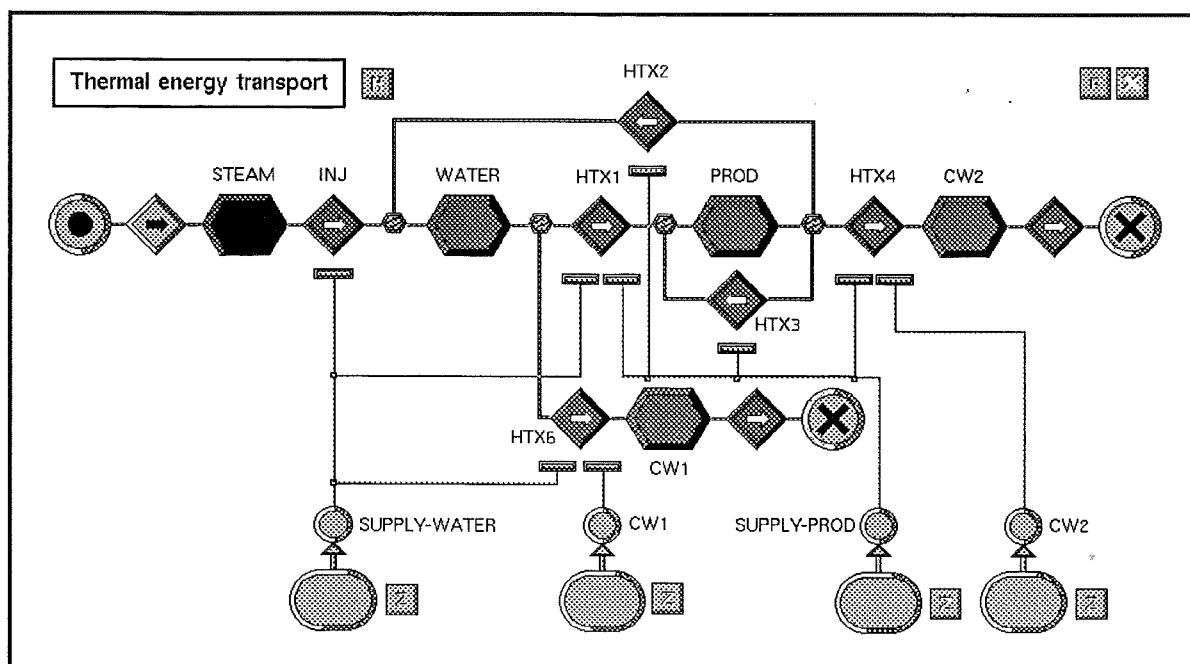 Thermal energy transport
HTX2
STEAM INJ WATER HTX1 PROD HTX4 CW2
HTX3
HTX6
CW1
SUPPLY-WATER CW1 SUPPLY-PROD CW2
Z Z Z Z